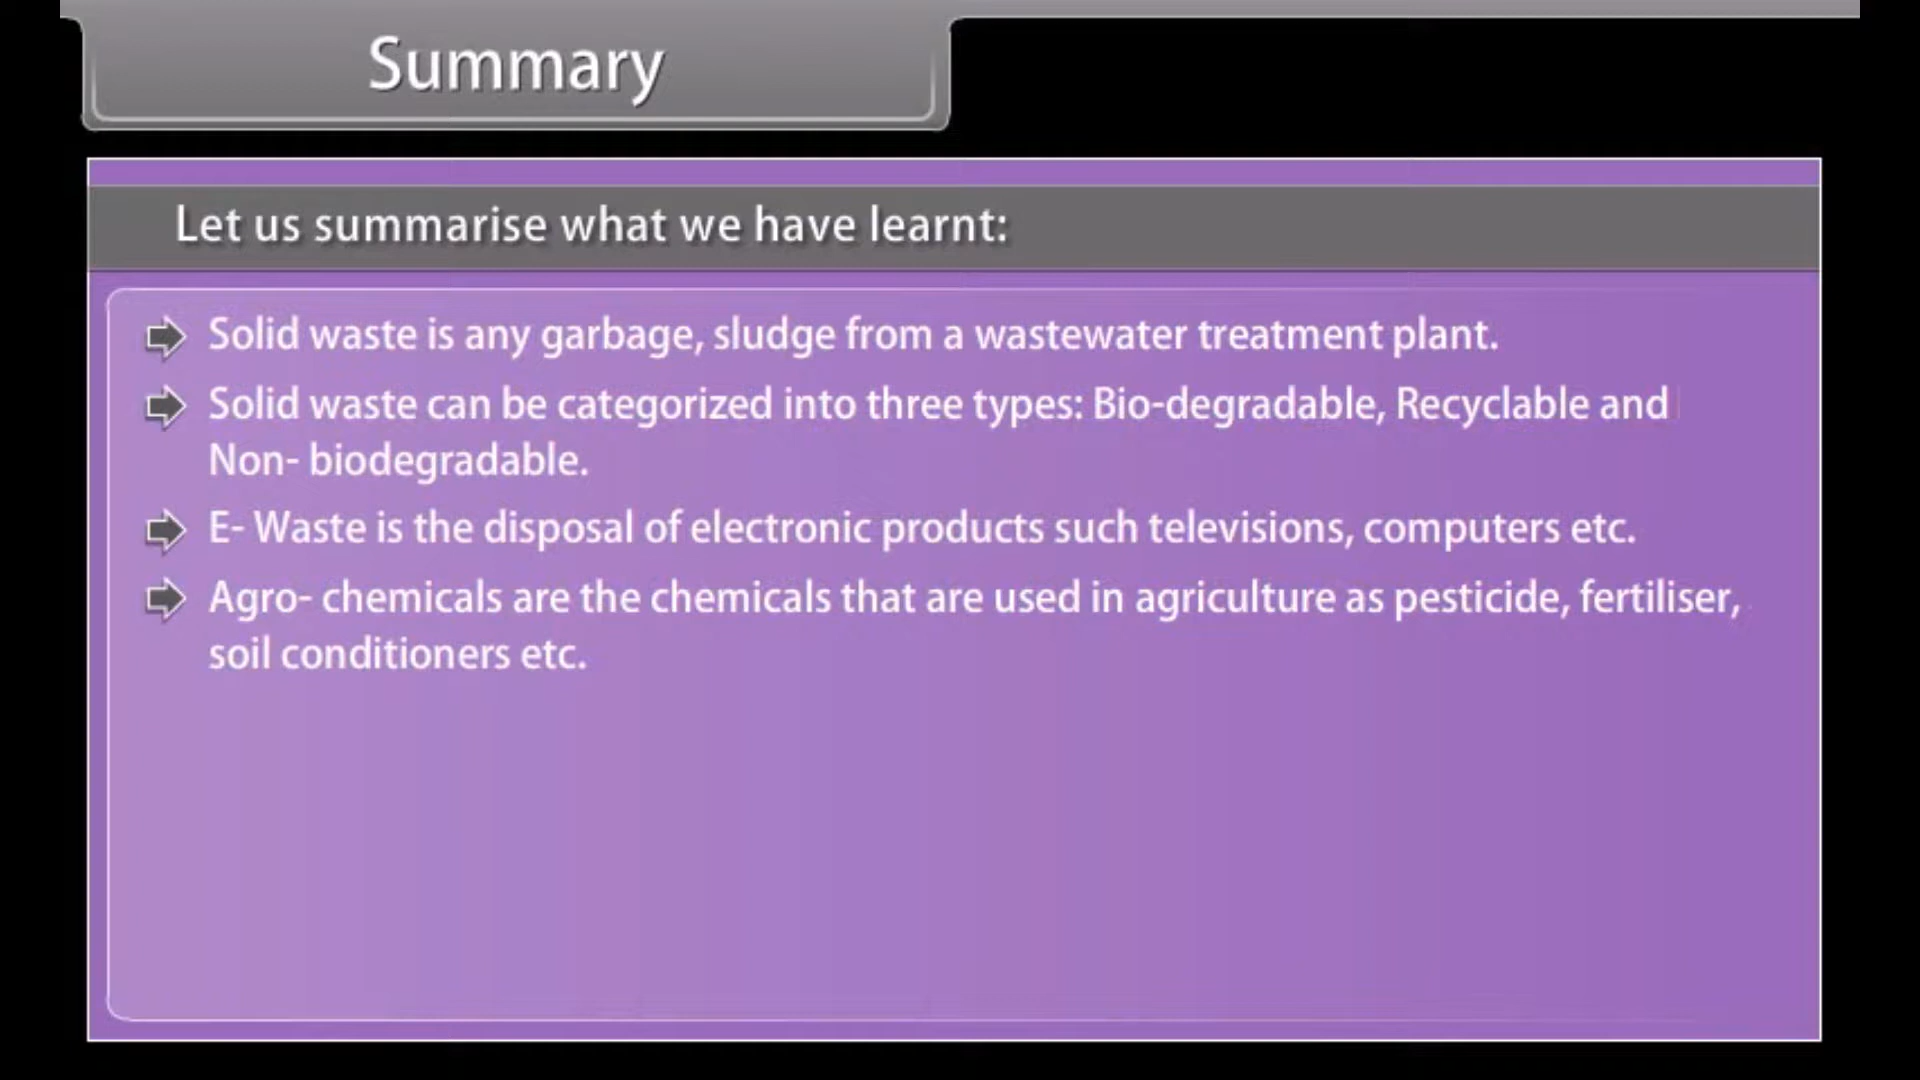 Summary
Let us summarise what we have learnt:
Solid waste is any garbage, sludge from a wastewater treatment plant.
Solid waste can be categorized into three types: Bio-degradable, Recyclable and
Non- biodegradable.
E- Waste is the disposal of electronic products such televisions, computers etc.
Agro- chemicals are the chemicals that are used in agriculture as pesticide, fertiliser,
soil conditioners etc.